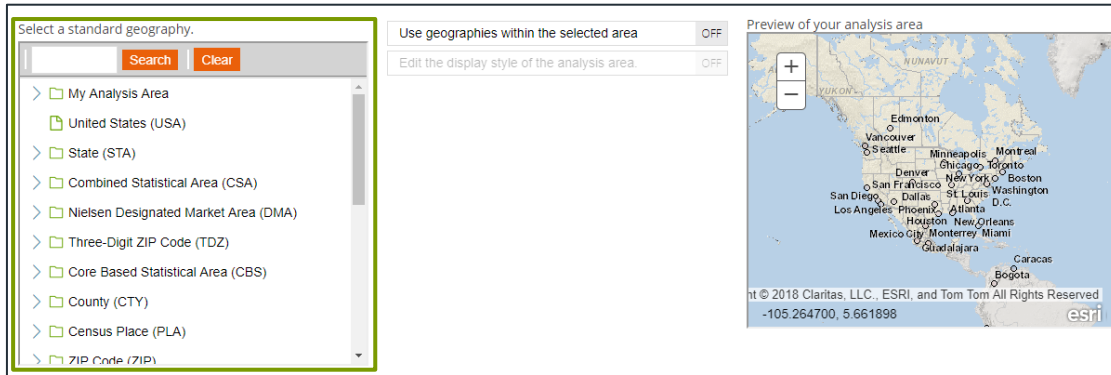 Select a standard geography.
Search
Clear
My Analysis Area
United States (USA)
State (STA)
Combined Statistical Area (CSA)
Nielsen Designated Market Area (DMA)
Three-Digit ZIP Code (TDZ)
Core Based Statistical Area (CBS)
County (CTY)
Census Place (PLA)
ZIP Code (ZIP)
Use geographies within the selected area OFF
Edit the display style of the analysis area. OFF
Preview of your analysis area
+
−
NUNAVUT
YUKON
Edmonton
Vancouver
Seattle
Minneapolis
Montreal
Chicago
Toronto
Denver
New York
Boston
San Francisco
St. Louis
Washington D.C.
San Diego
Dallas
Los Angeles
Phoenix
Atlanta
Houston
New Orleans
Mexico City
Monterrey
Miami
Guadalajara
Caracas
Bogota
nt © 2018 Claritas, LLC., ESRI, and Tom Tom All Rights Reserved
-105.264700, 5.661898
esri